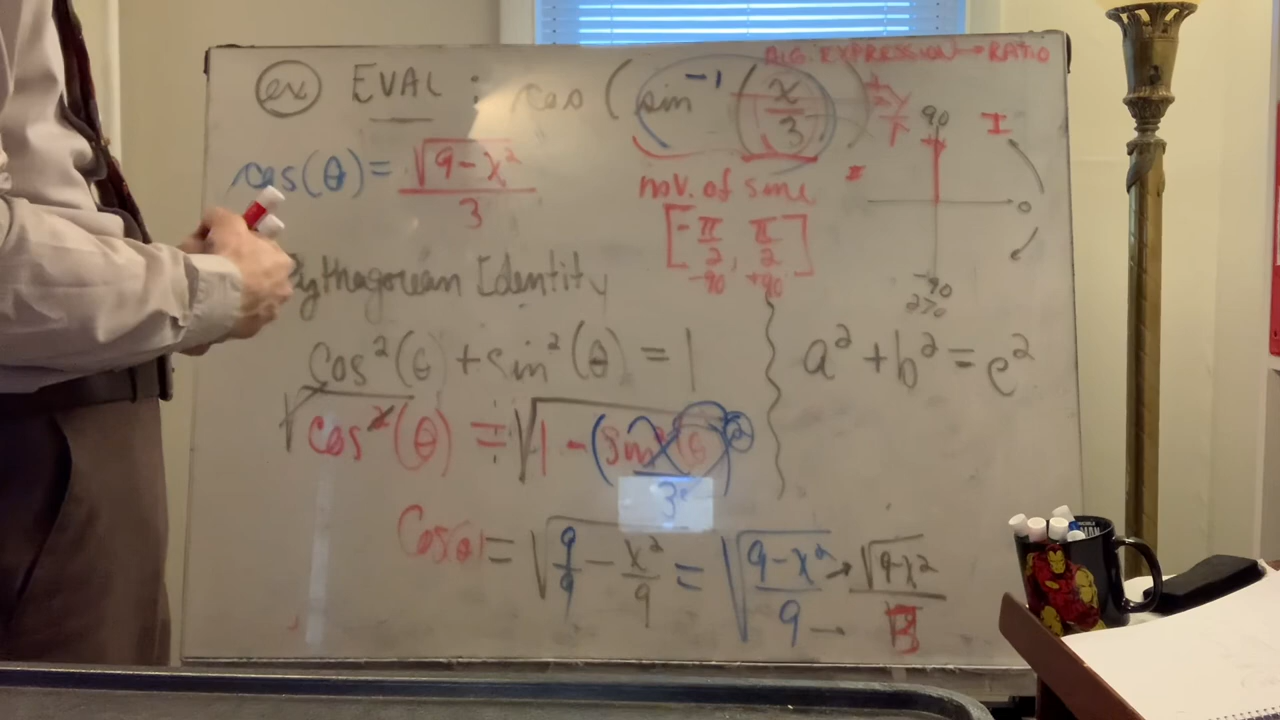 ALG. EXPRESSION → RATIO
ex EVAL : cos ( sin⁻¹ ( x/3 ) )
cos(θ) = √(9-x²)/3
nov. of sine
[-π/2, π/2]
-90 +90
90
I
II
0
-90
270
Pythagorean Identity
cos²(θ) + sin²(θ) = 1
a² + b² = c²
√cos²(θ) = √1 - (sin (θ))²
3
Cos(θ) = √9/9 - x²/9 = √(9-x²)/9 → √9-x²/3